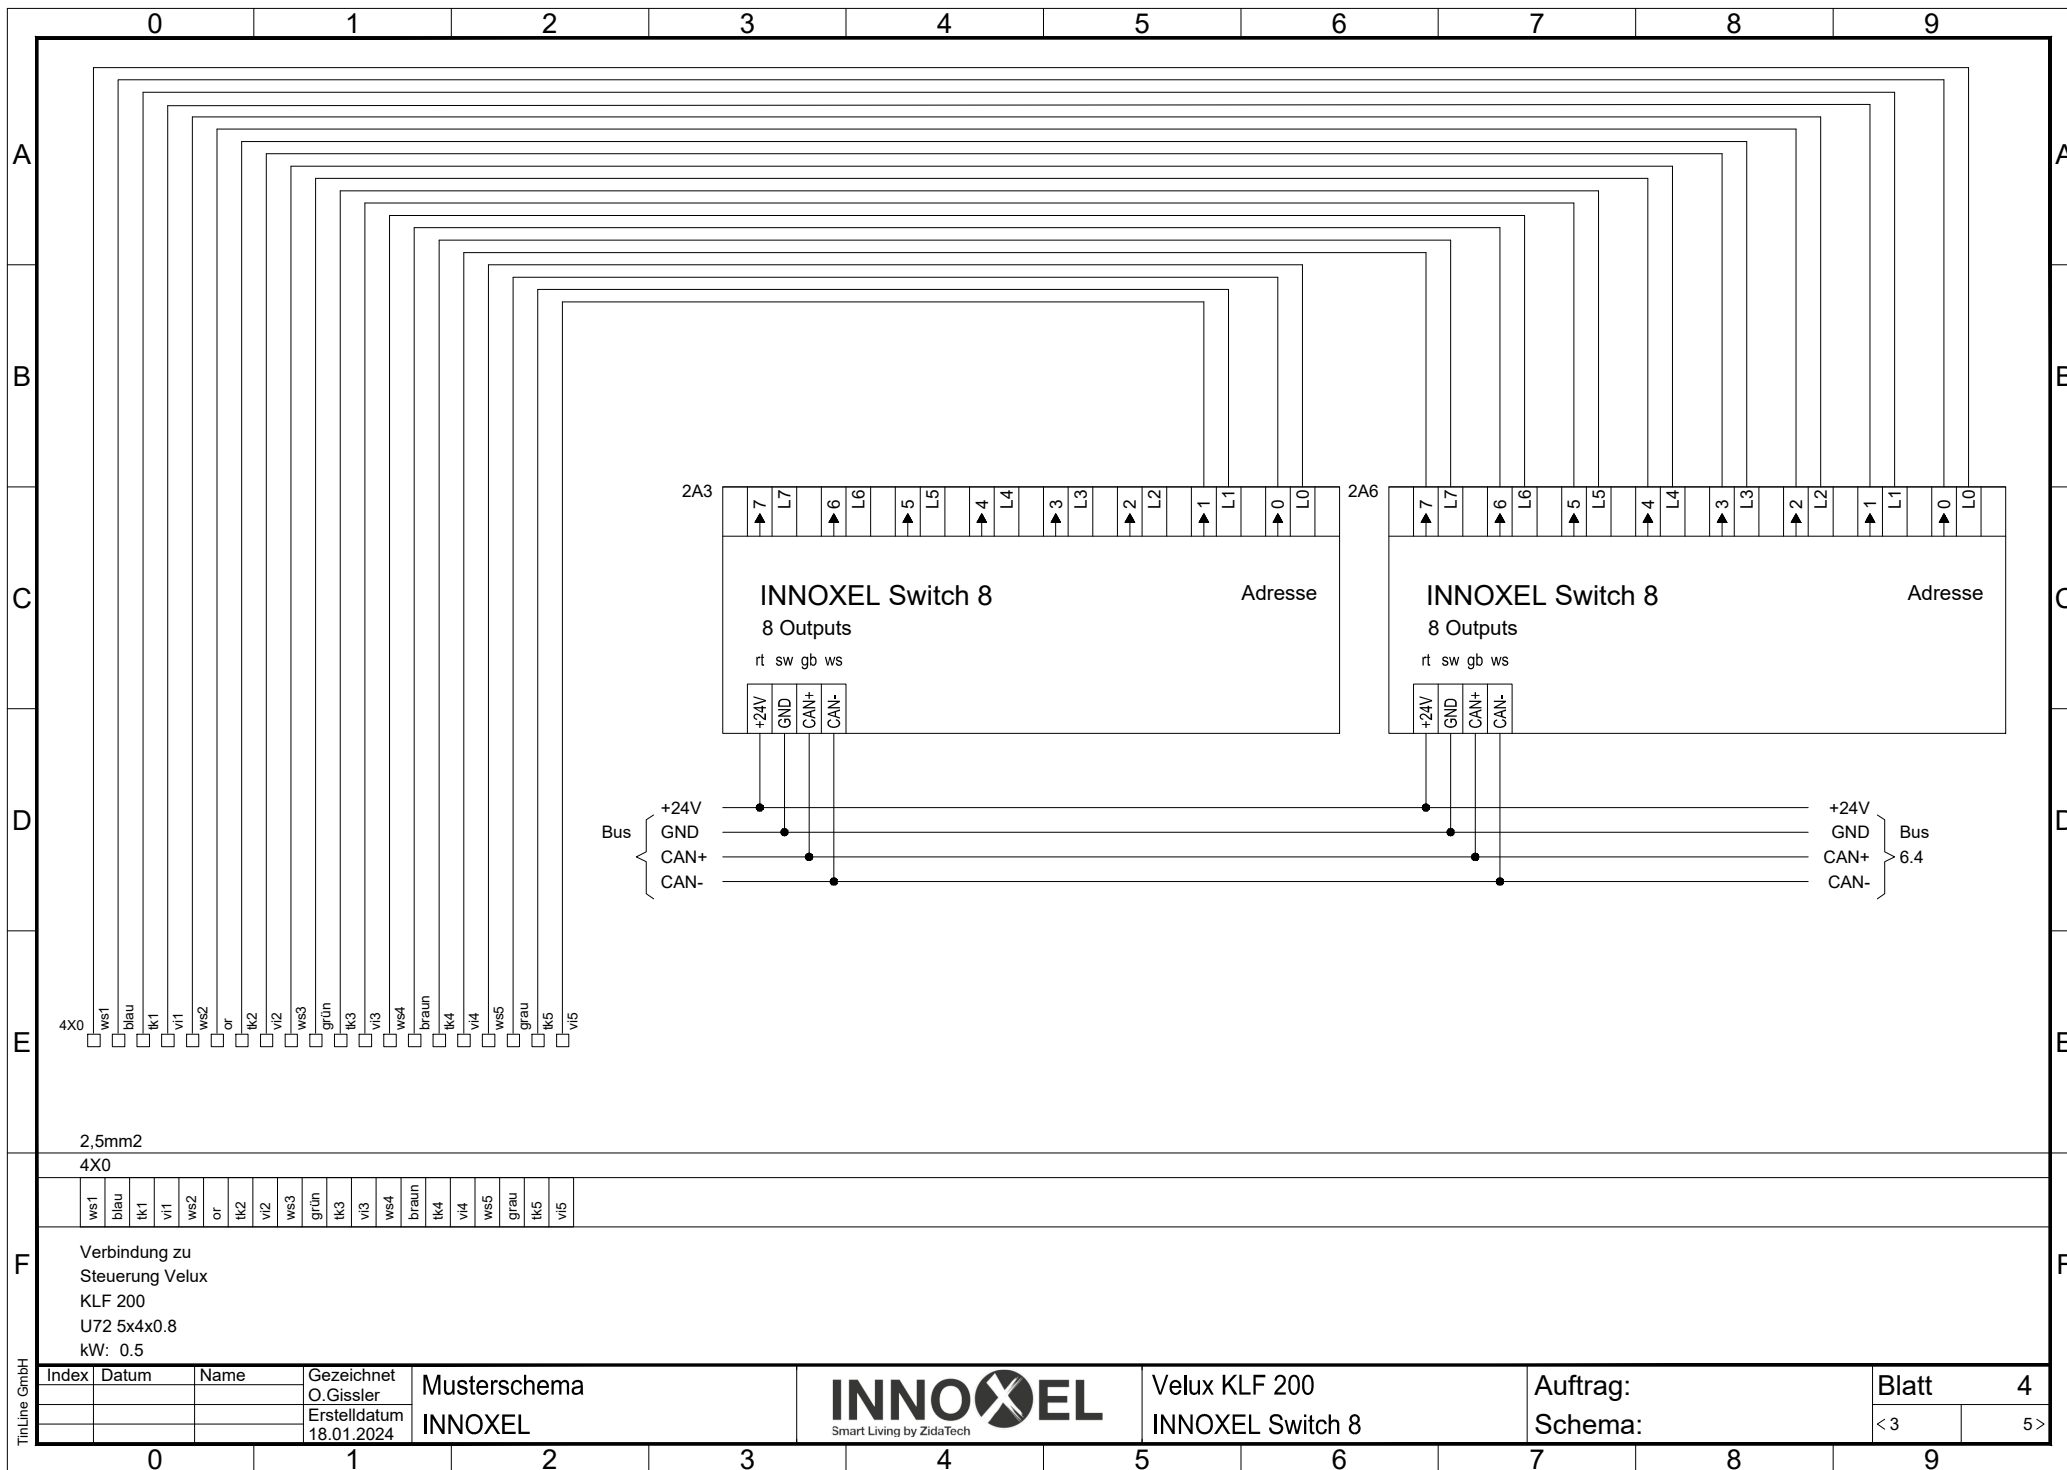 0 1 2 3 4 5 6 7 8 9
A A
B B
2A3 7 L7 6 L6 5 L5 4 L4 3 L3 2 L2 1 L1 0 L0 2A6 7 L7 6 L6 5 L5 4 L4 3 L3 2 L2 1 L1 0 L0
C INNOXEL Switch 8 Adresse INNOXEL Switch 8 Adresse C
8 Outputs 8 Outputs
rt sw gb ws rt sw gb ws
+24V GND CAN+ CAN- +24V GND CAN+ CAN-
+24V +24V
D D
Bus GND GND Bus
CAN+ CAN+ 6.4
CAN- CAN-
4X0 ws1 blau tk1 vi1 ws2 or tk2 vi2 ws3 grün tk3 vi3 ws4 braun tk4 vi4 ws5 grau tk5 vi5
E E
2,5mm2
4X0
ws1 blau tk1 vi1 ws2 or tk2 vi2 ws3 grün tk3 vi3 ws4 braun tk4 vi4 ws5 grau tk5 vi5
Verbindung zu
F F
Steuerung Velux
KLF 200
U72 5x4x0.8
kW: 0.5
TinLine GmbH
Index Datum Name Gezeichnet
O.Gissler
Erstelldatum
18.01.2024
Musterschema
INNOXEL
INNOXEL
Smart Living by ZidaTech
Velux KLF 200
INNOXEL Switch 8
Auftrag:
Schema:
Blatt 4
< 3 5 >
0 1 2 3 4 5 6 7 8 9